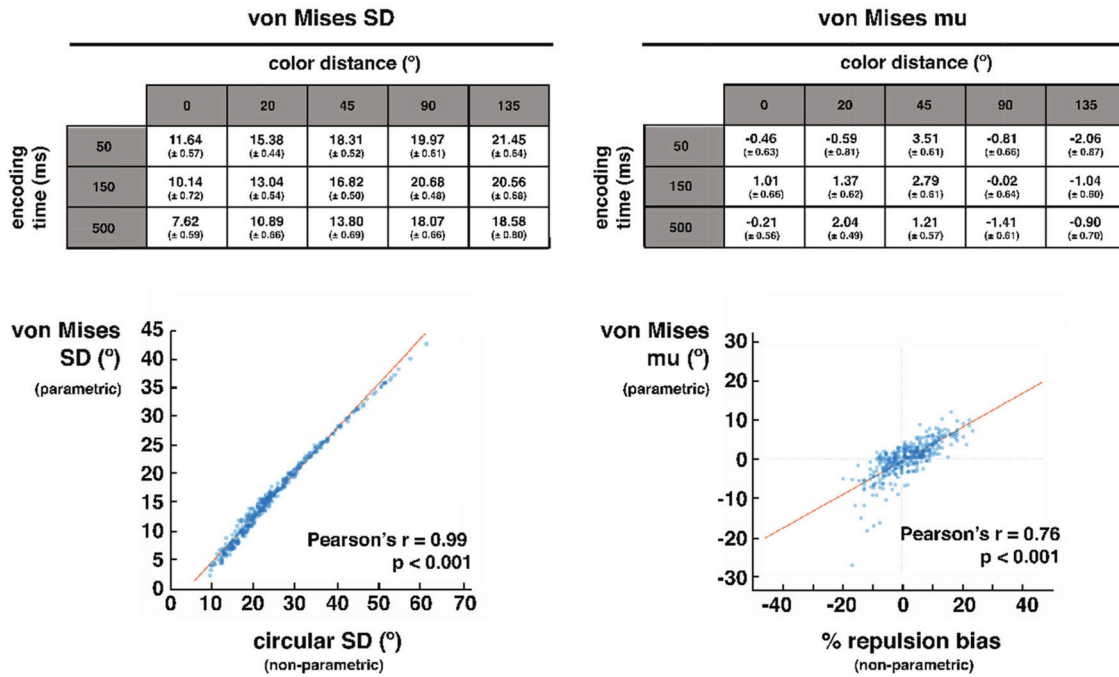 von Mises SD
color distance (°)
0 20 45 90 135
encoding time (ms)
50 11.64 15.38 18.31 19.97 21.45
(± 0.57) (± 0.44) (± 0.52) (± 0.61) (± 0.64)
150 10.14 13.04 16.82 20.68 20.56
(± 0.72) (± 0.54) (± 0.50) (± 0.48) (± 0.68)
500 7.62 10.89 13.80 18.07 18.58
(± 0.59) (± 0.66) (± 0.69) (± 0.66) (± 0.80)
von Mises mu
color distance (°)
0 20 45 90 135
encoding time (ms)
50 -0.46 -0.59 3.51 -0.81 -2.06
(± 0.63) (± 0.81) (± 0.61) (± 0.66) (± 0.87)
150 1.01 1.37 2.79 -0.02 -1.04
(± 0.66) (± 0.62) (± 0.61) (± 0.64) (± 0.80)
500 -0.21 2.04 1.21 -1.41 -0.90
(± 0.56) (± 0.49) (± 0.57) (± 0.61) (± 0.70)
von Mises
SD (°)
(parametric)
45
40
35
30
25
20
15
10
5
0
Pearson's r = 0.99
p < 0.001
0 10 20 30 40 50 60 70
circular SD (°)
(non-parametric)
von Mises
mu (°)
(parametric)
30
20
10
0
-10
-20
-30
Pearson's r = 0.76
p < 0.001
-40 -20 0 20 40
% repulsion bias
(non-parametric)